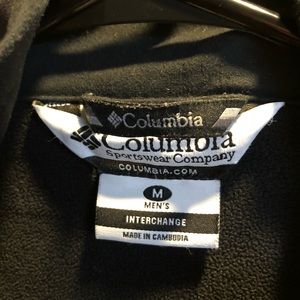 Columbia
Columbia
Sportswear Company
COLUMBIA.COM
M
MEN'S
INTERCHANGE
MADE IN CAMBODIA